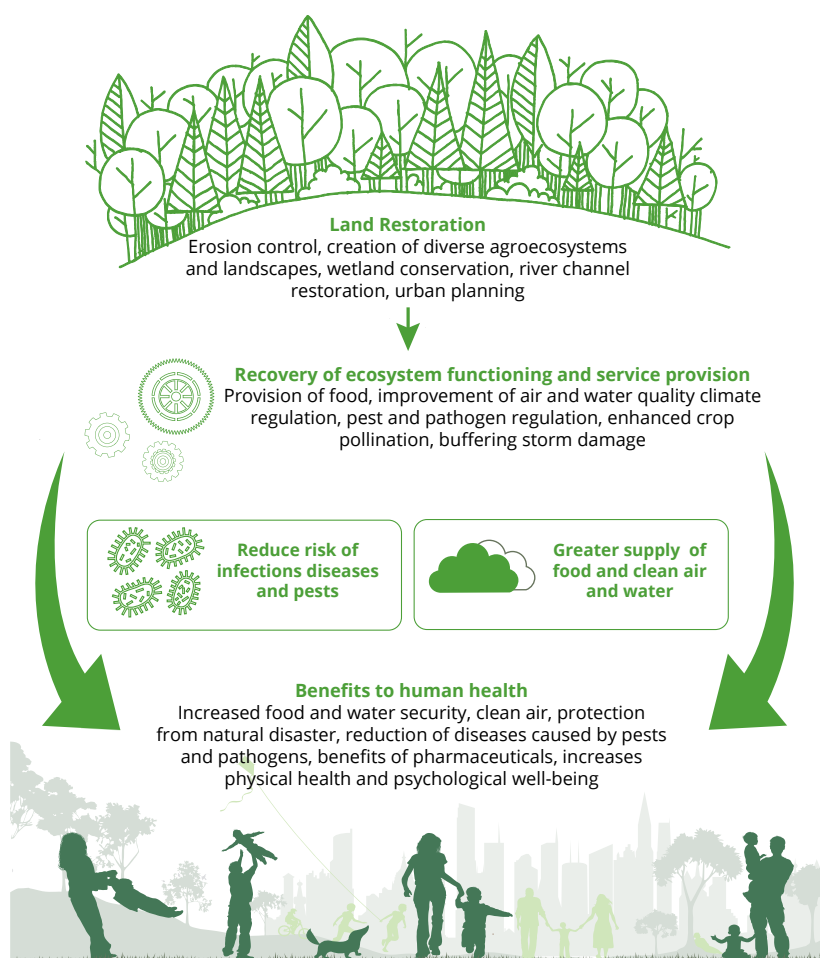 Land Restoration
Erosion control, creation of diverse agroecosystems
and landscapes, wetland conservation, river channel
restoration, urban planning
Recovery of ecosystem functioning and service provision
Provision of food, improvement of air and water quality climate
regulation, pest and pathogen regulation, enhanced crop
pollination, buffering storm damage
Reduce risk of
infections diseases
and pests
Greater supply of
food and clean air
and water
Benefits to human health
Increased food and water security, clean air, protection
from natural disaster, reduction of diseases caused by pests
and pathogens, benefits of pharmaceuticals, increases
physical health and psychological well-being